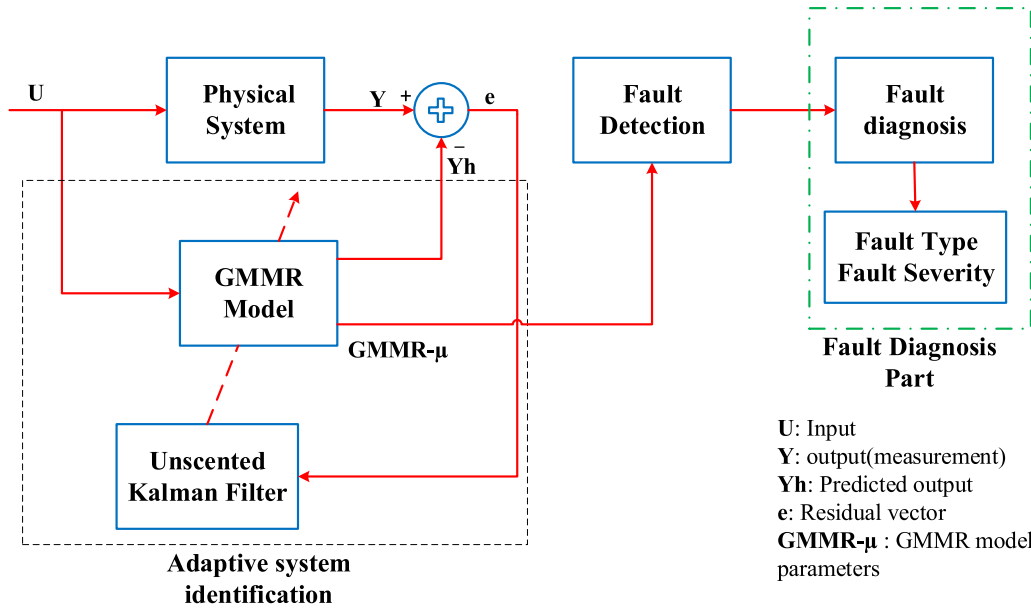 U
Physical
System
Y
+
e
−
Yh
Fault
Detection
Fault
diagnosis
Fault Type
Fault Severity
Fault Diagnosis
Part
GMMR
Model
GMMR-μ
Unscented
Kalman Filter
Adaptive system
identification
U: Input
Y: output(measurement)
Yh: Predicted output
e: Residual vector
GMMR-μ : GMMR model
parameters